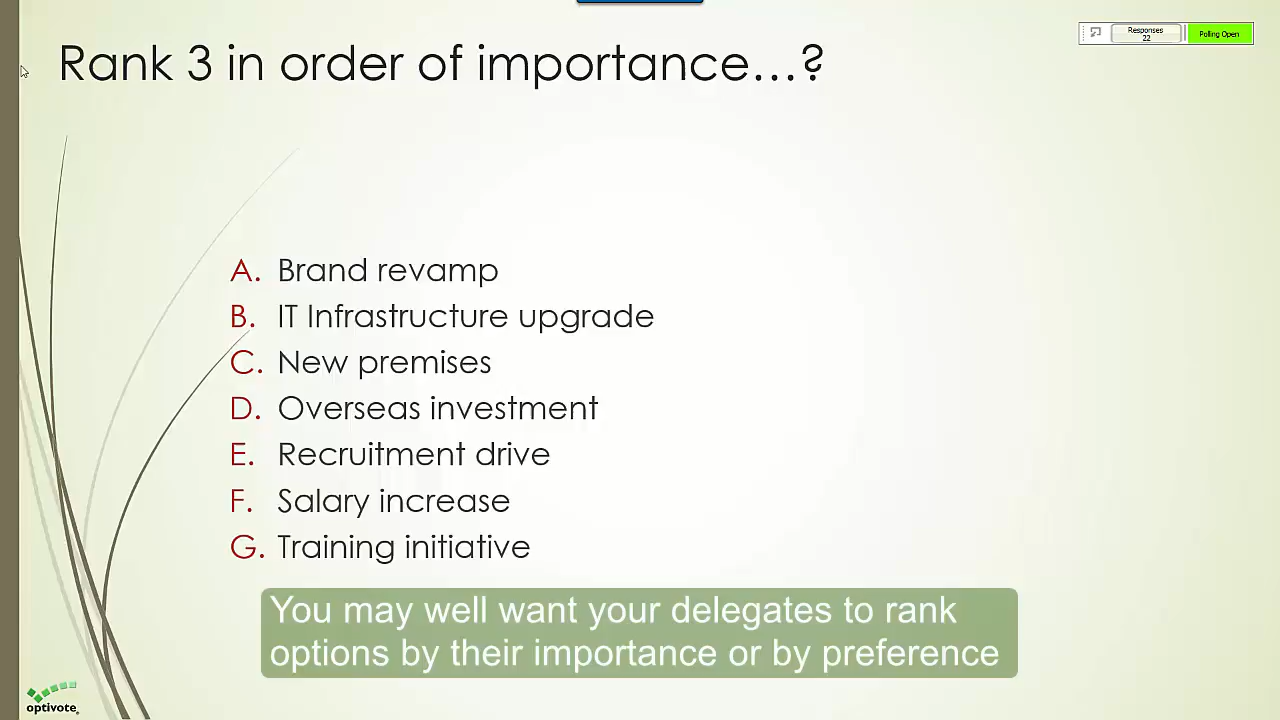 Rank 3 in order of importance...?
Responses
22
Polling Open
A. Brand revamp
B. IT Infrastructure upgrade
C. New premises
D. Overseas investment
E. Recruitment drive
F. Salary increase
G. Training initiative
You may well want your delegates to rank
options by their importance or by preference
optivote